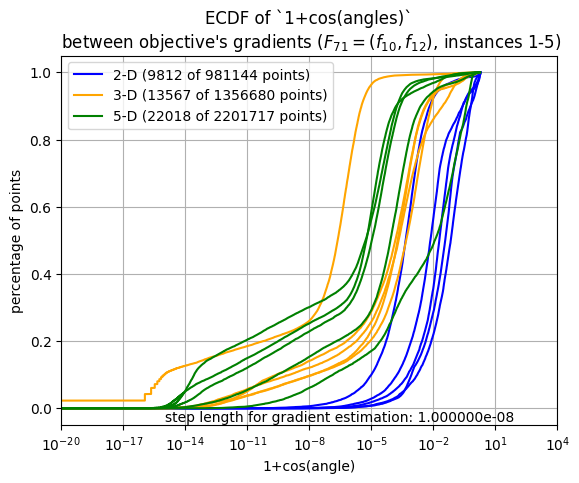 ECDF of `1+cos(angles)`
between objective's gradients (F₇₁ = (f₁₀, f₁₂), instances 1-5)
1.0
0.8
0.6
0.4
0.2
0.0
percentage of points
2-D (9812 of 981144 points)
3-D (13567 of 1356680 points)
5-D (22018 of 2201717 points)
step length for gradient estimation: 1.000000e-08
10⁻²⁰ 10⁻¹⁷ 10⁻¹⁴ 10⁻¹¹ 10⁻⁸ 10⁻⁵ 10⁻² 10¹ 10⁴
1+cos(angle)